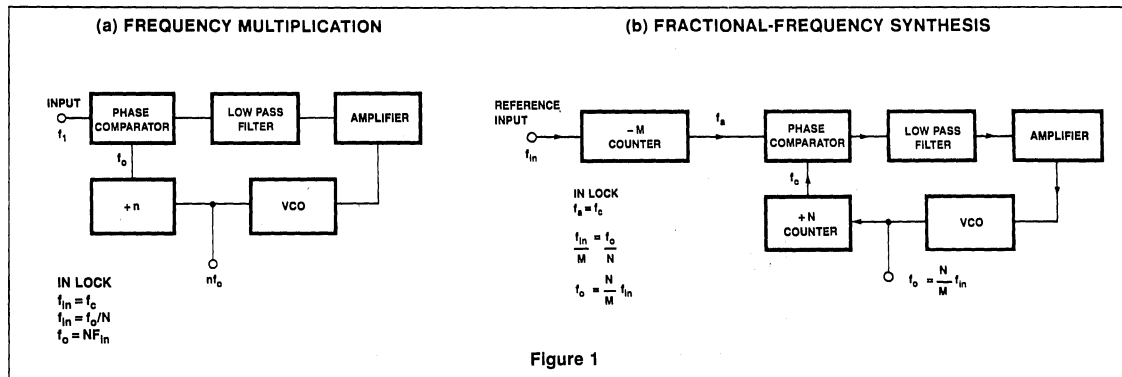 (a) FREQUENCY MULTIPLICATION
INPUT
f1
PHASE
COMPARATOR
LOW PASS
FILTER
AMPLIFIER
fo
+n
VCO
nfo
IN LOCK
fin = fc
fin = fo/N
fo = NFin
(b) FRACTIONAL-FREQUENCY SYNTHESIS
REFERENCE
INPUT
fin
– M
COUNTER
fa
PHASE
COMPARATOR
LOW PASS
FILTER
AMPLIFIER
fc
+N
COUNTER
VCO
fo = N/M fin
IN LOCK
fa = fc
fin/M = fo/N
fo = N/M fin
Figure 1